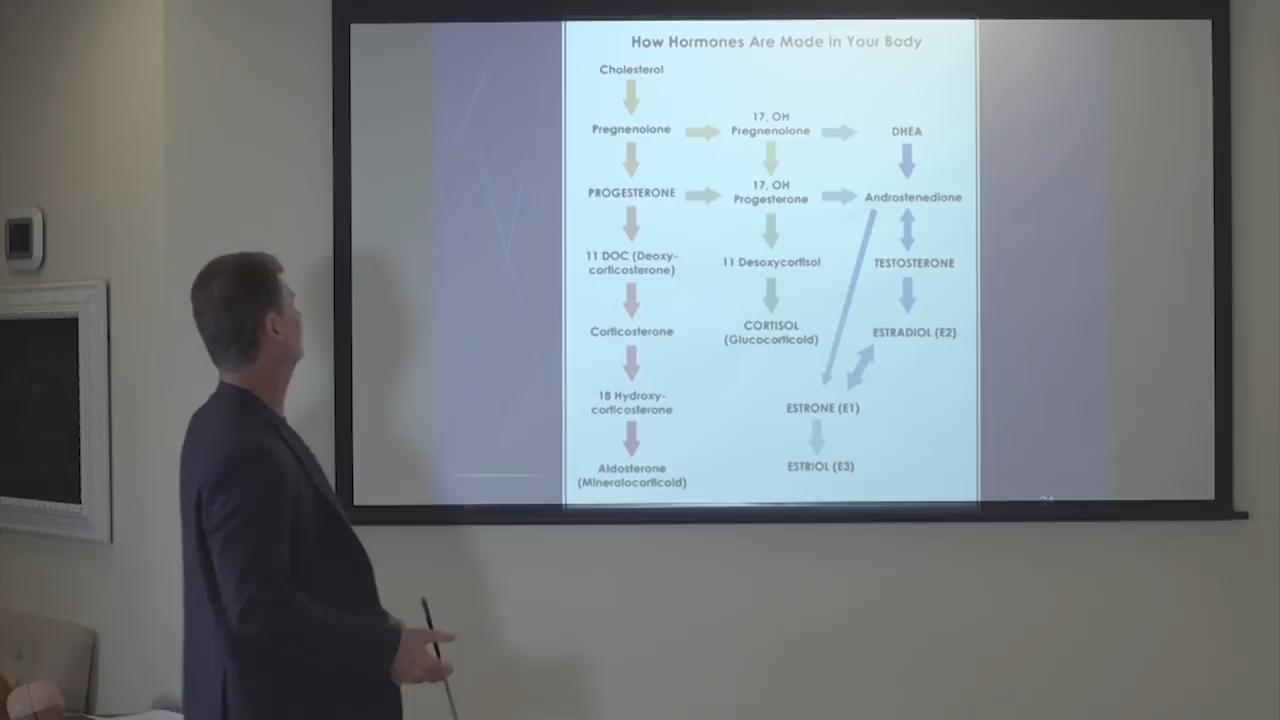 How Hormones Are Made in Your Body
Cholesterol
Pregnenolone
17, OH
Pregnenolone
DHEA
PROGESTERONE
17, OH
Progesterone
Androstenedione
11 DOC (Deoxy-
corticosterone)
11 Desoxycortisol
TESTOSTERONE
Corticosterone
CORTISOL
(Glucocorticoid)
ESTRADIOL (E2)
18 Hydroxy-
corticosterone
ESTRONE (E1)
Aldosterone
(Mineralocorticoid)
ESTRIOL (E3)